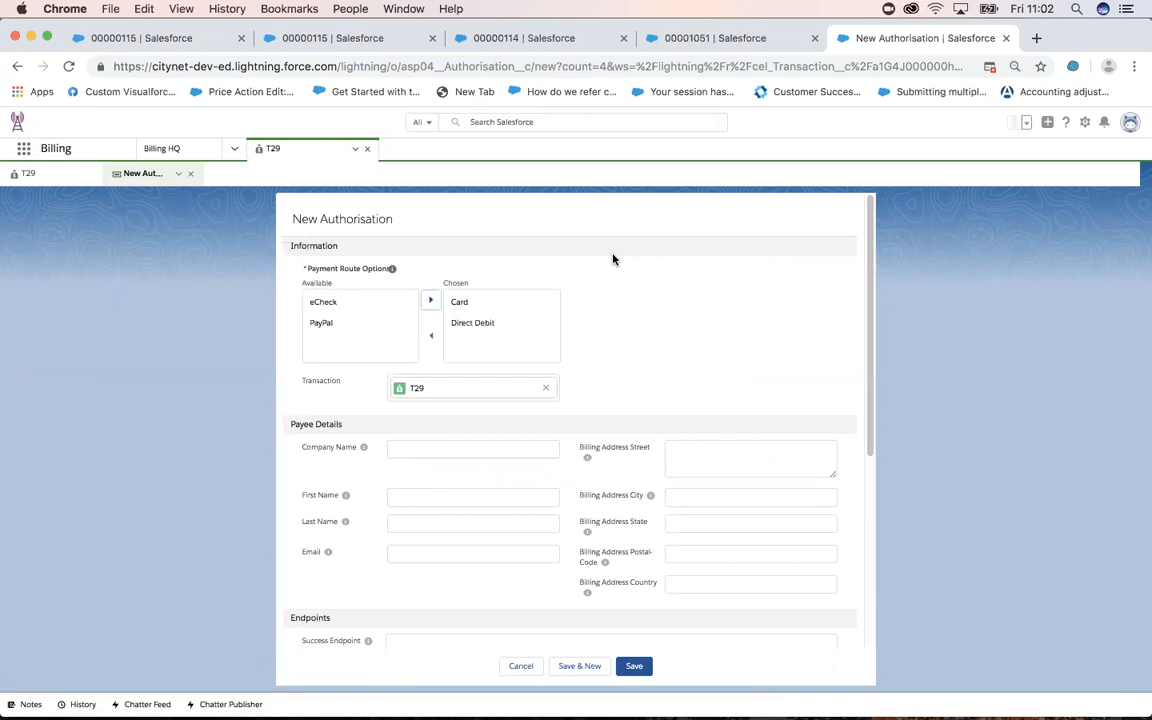 Chrome File Edit View History Bookmarks People Window Help Fri 11:02
00000115 | Salesforce 00000115 | Salesforce 00000114 | Salesforce 00001051 | Salesforce New Authorisation | Salesforce
https://citynet-dev-ed.lightning.force.com/lightning/o/asp04__Authorisation__c/new?count=4&ws=%2Flightning%2Fr%2Fcel_Transaction__c%2Fa1G4J000000h...
Apps Custom Visualforc... Price Action Edit:... Get Started with t... New Tab How do we refer c... Your session has... Customer Succes... Submitting multipl... Accounting adjust...
All Search Salesforce
Billing Billing HQ T29
T29 New Aut...
New Authorisation
Information
*Payment Route Options
Available Chosen
eCheck Card
PayPal Direct Debit
Transaction T29
Payee Details
Company Name Billing Address Street
First Name Billing Address City
Last Name Billing Address State
Email Billing Address Postal-
Code
Billing Address Country
Endpoints
Success Endpoint
Cancel Save & New Save
Notes History Chatter Feed Chatter Publisher